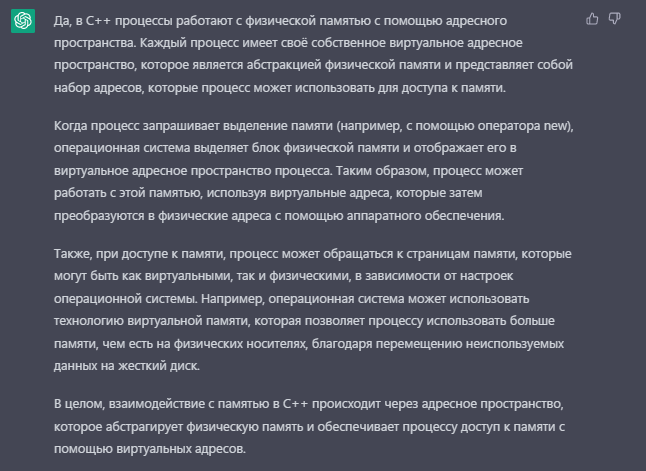 Да, в C++ процессы работают с физической памятью с помощью адресного
пространства. Каждый процесс имеет своё собственное виртуальное адресное
пространство, которое является абстракцией физической памяти и представляет собой
набор адресов, которые процесс может использовать для доступа к памяти.
Когда процесс запрашивает выделение памяти (например, с помощью оператора new),
операционная система выделяет блок физической памяти и отображает его в
виртуальное адресное пространство процесса. Таким образом, процесс может
работать с этой памятью, используя виртуальные адреса, которые затем
преобразуются в физические адреса с помощью аппаратного обеспечения.
Также, при доступе к памяти, процесс может обращаться к страницам памяти, которые
могут быть как виртуальными, так и физическими, в зависимости от настроек
операционной системы. Например, операционная система может использовать
технологию виртуальной памяти, которая позволяет процессу использовать больше
памяти, чем есть на физических носителях, благодаря перемещению неиспользуемых
данных на жесткий диск.
В целом, взаимодействие с памятью в C++ происходит через адресное пространство,
которое абстрагирует физическую память и обеспечивает процессу доступ к памяти с
помощью виртуальных адресов.